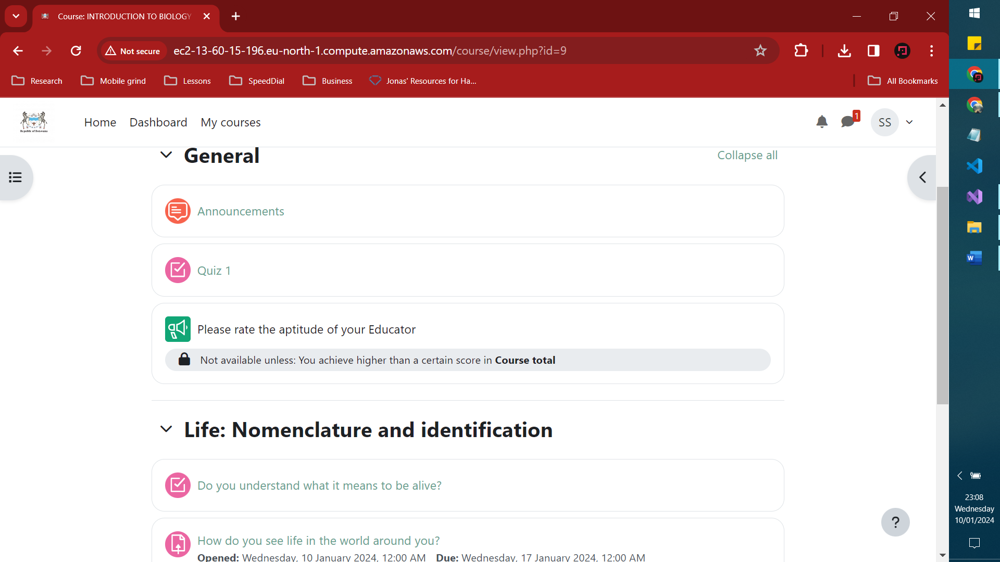 Course: INTRODUCTION TO BIOLOGY
Not secure
ec2-13-60-15-196.eu-north-1.compute.amazonaws.com/course/view.php?id=9
Research
Mobile grind
Lessons
SpeedDial
Business
Jonas' Resources for Ha...
All Bookmarks
Republic of Botswana
Home
Dashboard
My courses
1
SS
General
Collapse all
Announcements
Quiz 1
Please rate the aptitude of your Educator
Not available unless: You achieve higher than a certain score in Course total
Life: Nomenclature and identification
Do you understand what it means to be alive?
How do you see life in the world around you?
Opened: Wednesday, 10 January 2024, 12:00 AM Due: Wednesday, 17 January 2024, 12:00 AM
?
W
23:08
Wednesday
10/01/2024